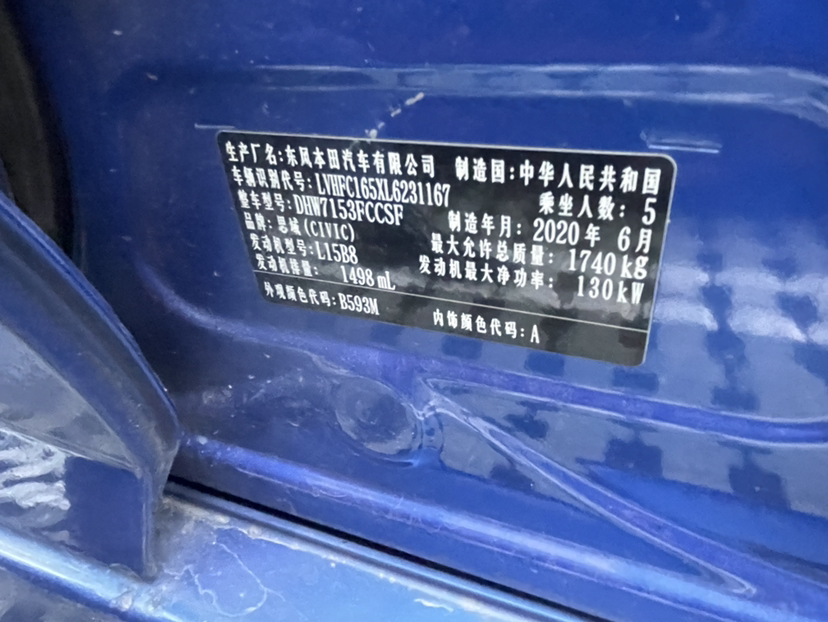 生产厂名:东风本田汽车有限公司 制造国:中华人民共和国
车辆识别代号:LVHFC165XL6231167 乘坐人数: 5
整车型号:DHW7153FCCSF 制造年月: 2020 年 6 月
品牌: 思域(CIVIC) 最大允许总质量: 1740kg
发动机型号:L15B8 发动机最大净功率: 130kW
发动机排量: 1498mL
外观颜色代码:B593M 内饰颜色代码: A